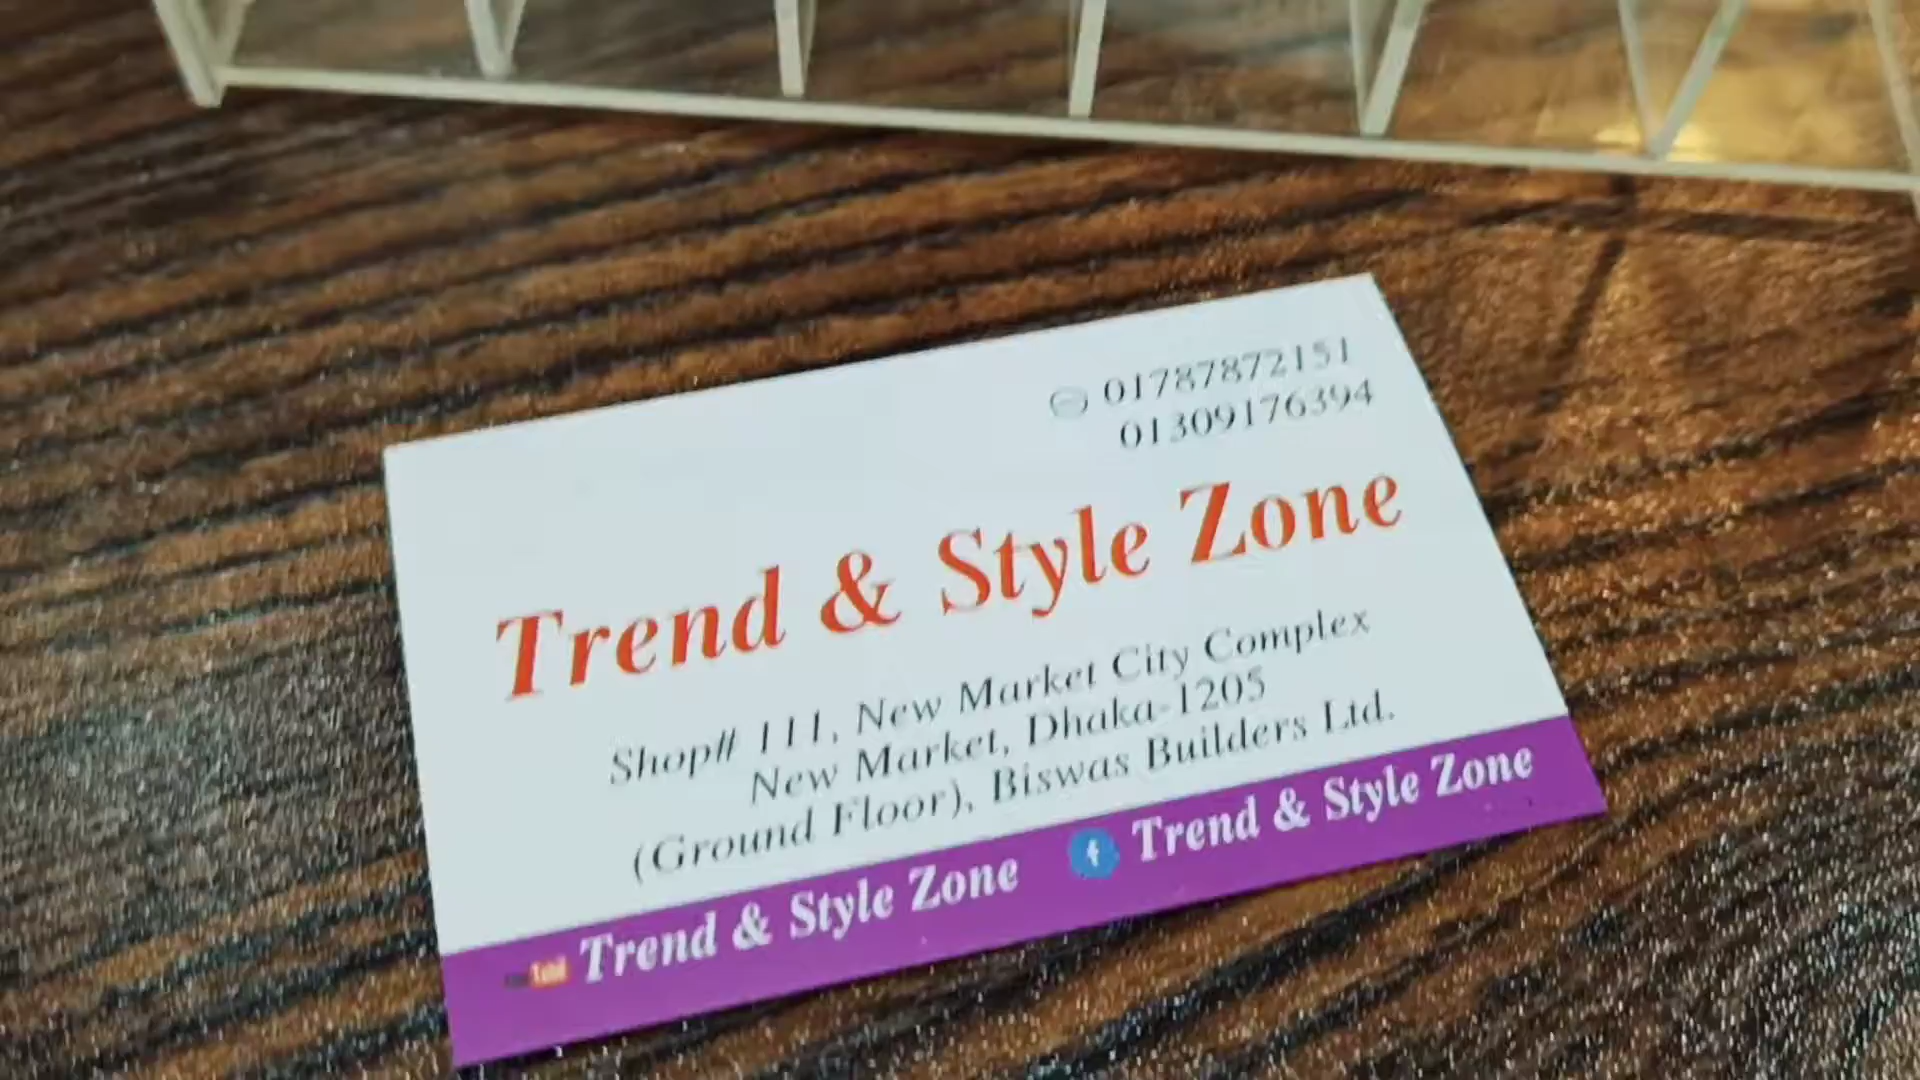 01787872151
01309176394
Trend & Style Zone
Shop# 111, New Market City Complex
New Market, Dhaka-1205
(Ground Floor), Biswas Builders Ltd.
YouTube Trend & Style Zone f Trend & Style Zone